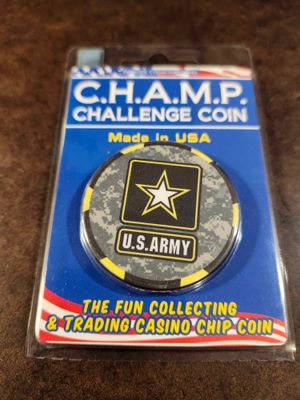 C.H.A.M.P.
CHALLENGE COIN
Made in USA
U.S.ARMY
THE FUN COLLECTING
& TRADING CASINO CHIP COIN